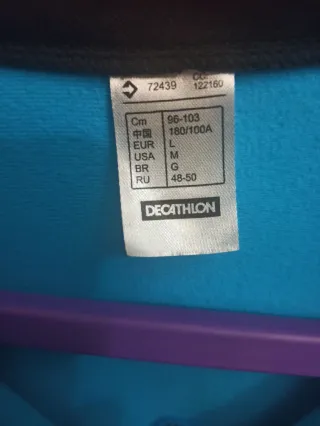 72439
122160
Cm 96-103
中国 180/100A
EUR L
USA M
BR G
RU 48-50
DECATHLON